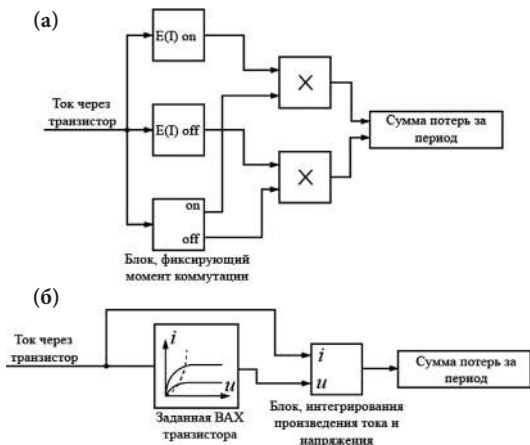 (а)
E(I) on
Ток через
транзистор
E(I) off
Сумма потерь за
период
on
off
Блок, фиксирующий
момент коммутации
(б)
Ток через
транзистор
i
u
i
u
Сумма потерь за
период
Заданная ВАХ
транзистора
Блок, интегрирования
произведения тока и
напряжения